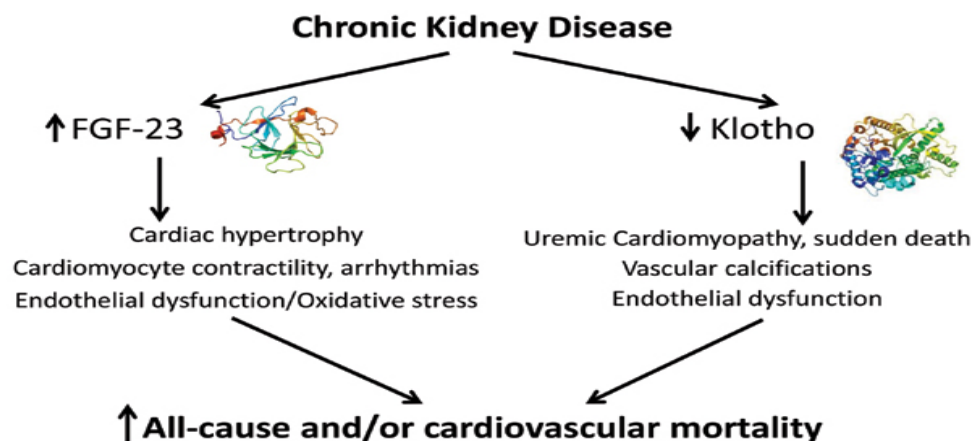 Chronic Kidney Disease
↑ FGF-23
↓ Klotho
Cardiac hypertrophy
Cardiomyocyte contractility, arrhythmias
Endothelial dysfunction/Oxidative stress
Uremic Cardiomyopathy, sudden death
Vascular calcifications
Endothelial dysfunction
↑ All-cause and/or cardiovascular mortality